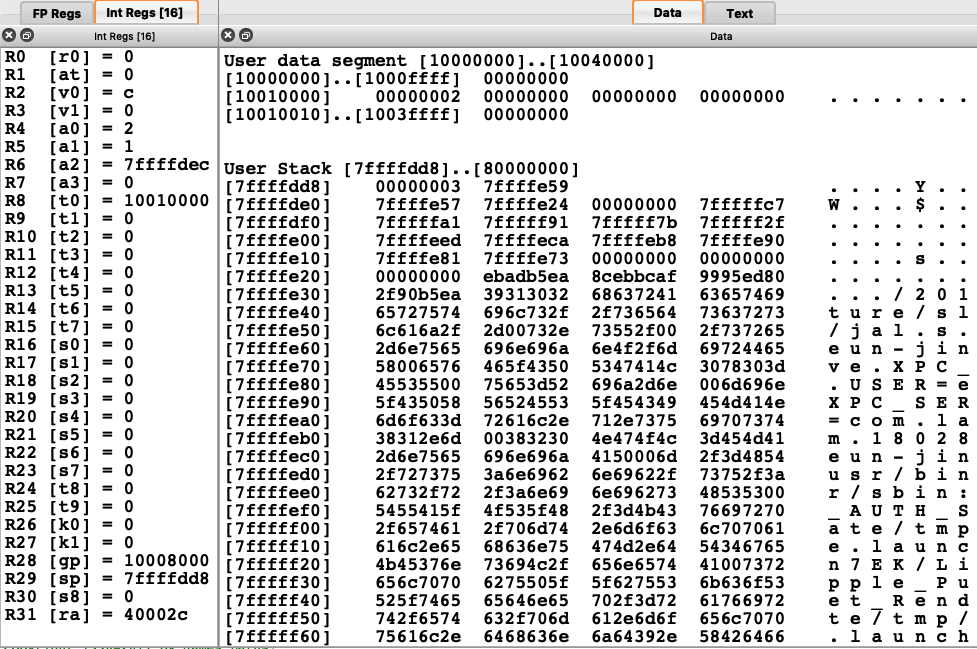 FP Regs
Int Regs [16]
Int Regs [16]
R0 [r0] = 0
R1 [at] = 0
R2 [v0] = c
R3 [v1] = 0
R4 [a0] = 2
R5 [a1] = 1
R6 [a2] = 7ffffdec
R7 [a3] = 0
R8 [t0] = 10010000
R9 [t1] = 0
R10 [t2] = 0
R11 [t3] = 0
R12 [t4] = 0
R13 [t5] = 0
R14 [t6] = 0
R15 [t7] = 0
R16 [s0] = 0
R17 [s1] = 0
R18 [s2] = 0
R19 [s3] = 0
R20 [s4] = 0
R21 [s5] = 0
R22 [s6] = 0
R23 [s7] = 0
R24 [t8] = 0
R25 [t9] = 0
R26 [k0] = 0
R27 [k1] = 0
R28 [gp] = 10008000
R29 [sp] = 7ffffdd8
R30 [s8] = 0
R31 [ra] = 40002c
Data
Text
Data
User data segment [10000000]..[10040000]
[10000000]..[1000ffff] 00000000
[10010000] 00000002 00000000 00000000 00000000 . . . . . . .
[10010010]..[1003ffff] 00000000
User Stack [7ffffdd8]..[80000000]
[7ffffdd8] 00000003 7ffffe59 . . . . Y . .
[7ffffde0] 7ffffe57 7ffffe24 00000000 7fffffc7 W . . . $ . .
[7ffffdf0] 7fffffa1 7fffff91 7fffff7b 7fffff2f . . . . . . .
[7ffffe00] 7ffffeed 7ffffeca 7ffffeb8 7ffffe90 . . . . . . .
[7ffffe10] 7ffffe81 7ffffe73 00000000 00000000 . . . . s . .
[7ffffe20] 00000000 ebadb5ea 8cebbcaf 9995ed80 . . . . . . .
[7ffffe30] 2f90b5ea 39313032 68637241 63657469 . . . / 2 0 1
[7ffffe40] 65727574 696c732f 2f736564 73637273 t u r e / s l
[7ffffe50] 6c616a2f 2d00732e 73552f00 2f737265 / j a l . s .
[7ffffe60] 2d6e7565 696e696a 6e4f2f6d 69724465 e u n - j i n
[7ffffe70] 58006576 465f4350 5347414c 3078303d v e . X P C _
[7ffffe80] 45535500 75653d52 696a2d6e 006d696e . U S E R = e
[7ffffe90] 5f435058 56524553 5f454349 454d414e X P C _ S E R
[7ffffea0] 6d6f633d 72616c2e 712e7375 69707374 = c o m . l a
[7ffffeb0] 38312e6d 00383230 4e474f4c 3d454d41 m . 1 8 0 2 8
[7ffffec0] 2d6e7565 696e696a 4150006d 2f3d4854 e u n - j i n
[7ffffed0] 2f727375 3a6e6962 6e69622f 73752f3a u s r / b i n
[7ffffee0] 62732f72 2f3a6e69 6e696273 48535300 r / s b i n :
[7ffffef0] 5455415f 4f535f48 2f3d4b43 76697270 _ A U T H _ S
[7fffff00] 2f657461 2f706d74 2e6d6f63 6c707061 a t e / t m p
[7fffff10] 616c2e65 68636e75 474d2e64 54346765 e . l a u n c
[7fffff20] 4b45376e 73694c2f 656e6574 41007372 n 7 E K / L i
[7fffff30] 656c7070 6275505f 5f627553 6b636f53 p p l e _ P u
[7fffff40] 525f7465 65646e65 702f3d72 61766972 e t _ R e n d
[7fffff50] 742f6574 632f706d 612e6d6f 656c7070 t e / t m p /
[7fffff60] 75616c2e 6468636e 6a64392e 58426466 . l a u n c h